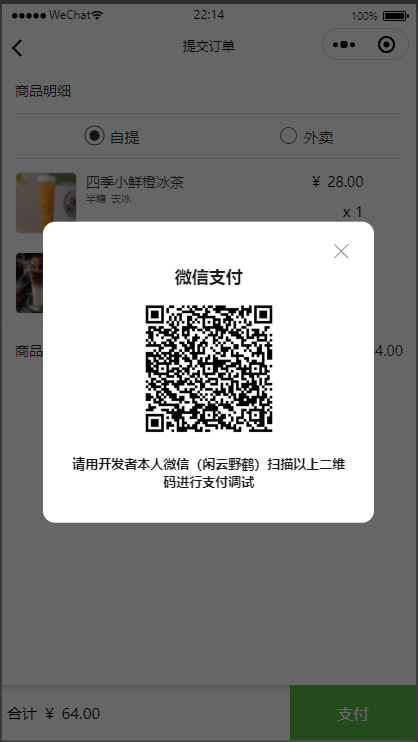 WeChat 22:14 100%
提交订单
商品明细
自提 外卖
四季小鲜橙冰茶 ¥ 28.00
半糖 去冰
x 1
微信支付
商品 4.00
请用开发者本人微信（闲云野鹤）扫描以上二维
码进行支付调试
合计 ¥ 64.00 支付